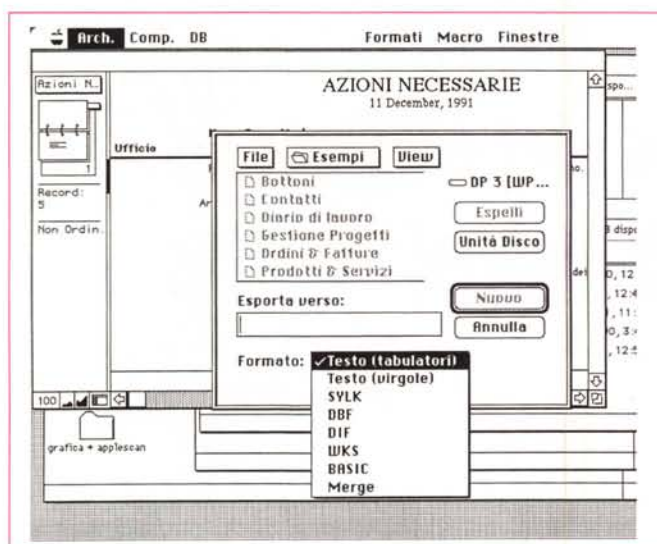 Arch. Comp. DB Formati Macro Finestre
Azioni N...
AZIONI NECESSARIE
11 December, 1991
Ufficio
1
Record:
5
Non Ordin.
File Esempi View
Bottoni
Contatti
Diario di lavoro
Gestione Progetti
Ordini & Fatture
Prodotti & Servizi
DP 3 [WP...
Espelli
Unità Disco
Esporta verso:
Nuovo
Annulla
Formato: ✓Testo (tabulatori)
Testo (virgole)
SYLK
DBF
DIF
WKS
BASIC
Merge
100
grafica + applescan